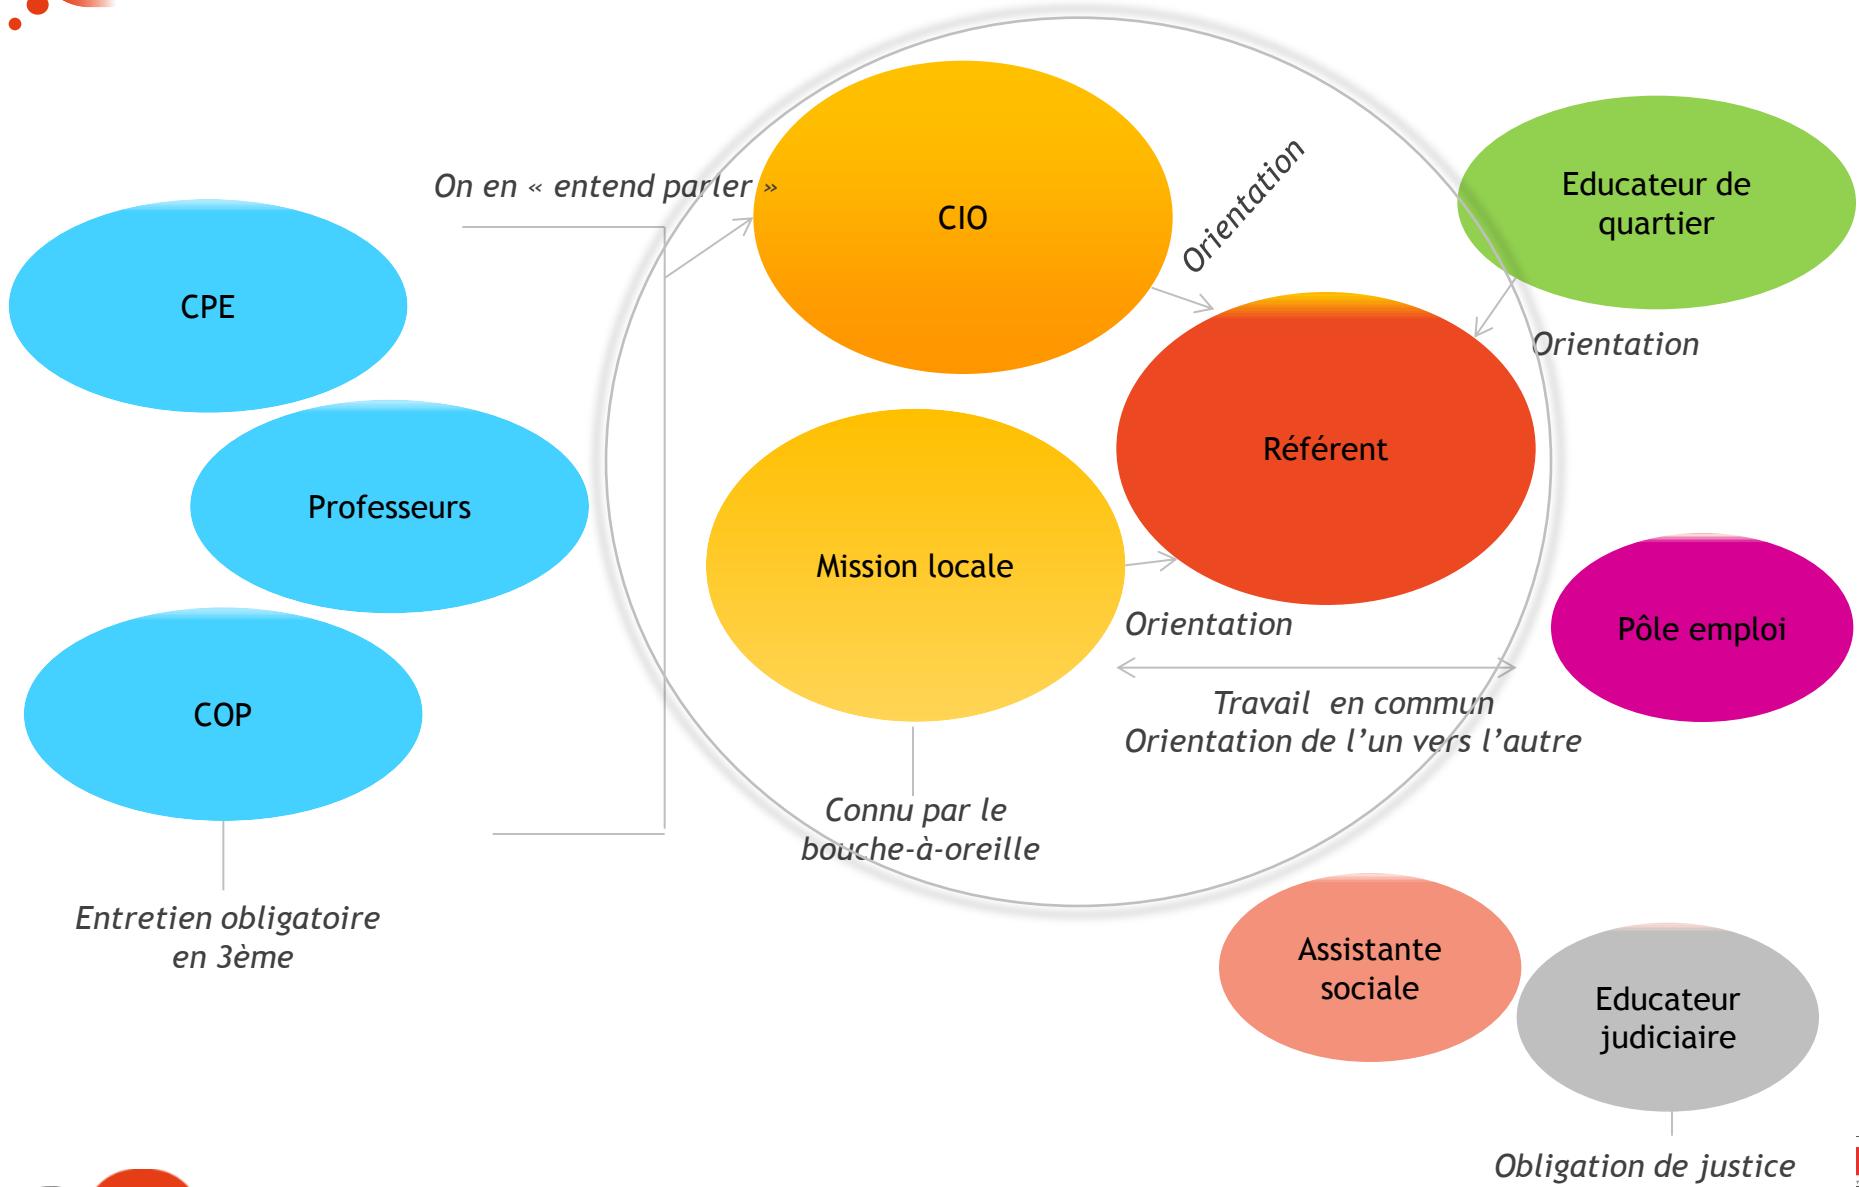 On en « entend parler »
CIO
Orientation
Educateur de
quartier
CPE
Orientation
Référent
Professeurs
Mission locale
Orientation
Pôle emploi
COP
Travail en commun
Orientation de l’un vers l’autre
Connu par le
bouche-à-oreille
Entretien obligatoire
en 3ème
Assistante
sociale
Educateur
judiciaire
Obligation de justice